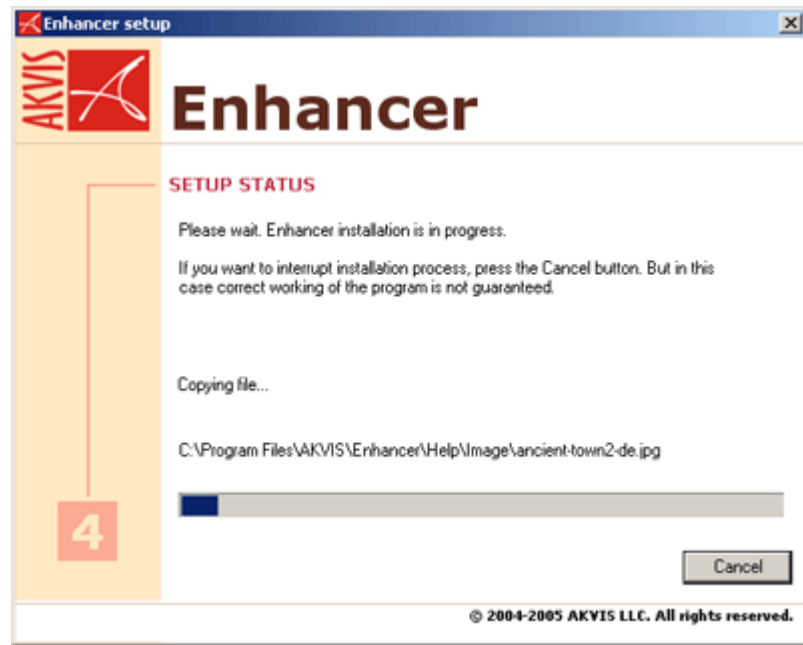 Enhancer setup
AKVIS
Enhancer
SETUP STATUS
Please wait. Enhancer installation is in progress.
If you want to interrupt installation process, press the Cancel button. But in this
case correct working of the program is not guaranteed.
Copying file...
C:\Program Files\AKVIS\Enhancer\Help\Image\ancient-town2-de.jpg
4
Cancel
© 2004-2005 AKVIS LLC. All rights reserved.